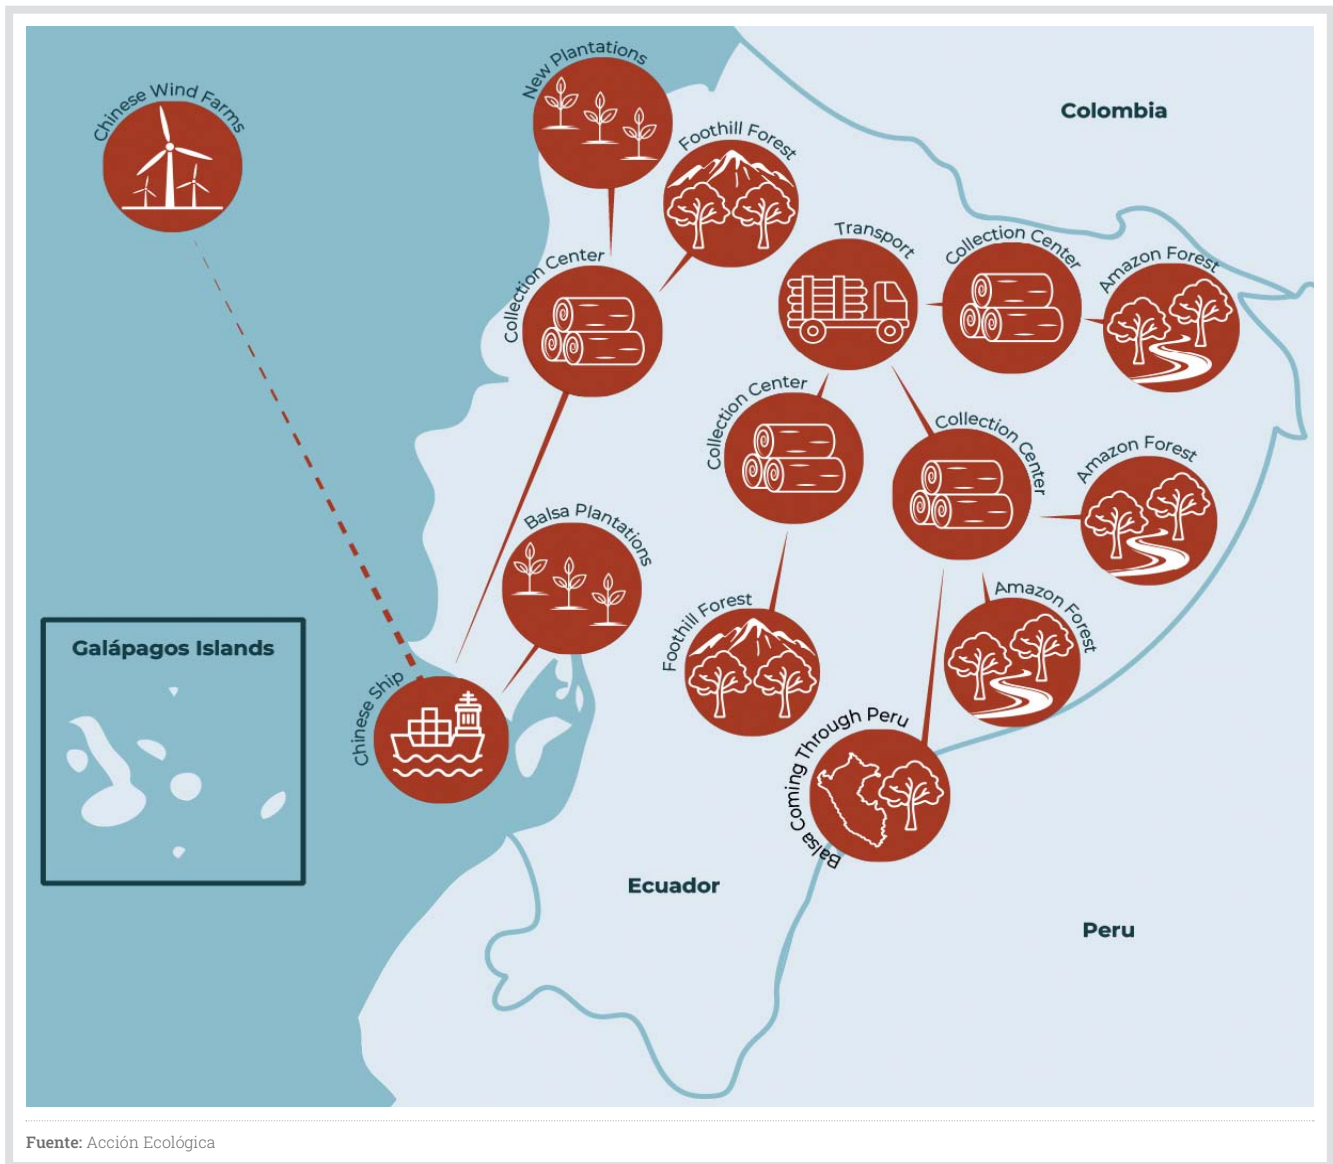 New Plantations
Chinese Wind Farms
Colombia
Foothill Forest
Transport
Collection Center
Amazon Forest
Collection Center
Collection Center
Collection Center
Amazon Forest
Balsa Plantations
Amazon Forest
Foothill Forest
Galápagos Islands
Chinese Ship
Balsa Coming Through Peru
Ecuador
Peru
Fuente: Acción Ecológica